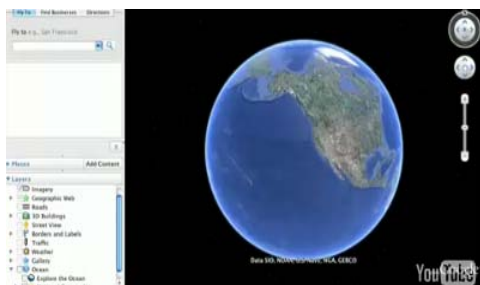 Fly To Find Businesses Directions
Fly to e.g., San Francisco
Places Add Content
Layers
Imagery
Geographic Web
Roads
3D Buildings
Street View
Borders and Labels
Traffic
Weather
Gallery
Ocean
Explore the Ocean
Data SIO, NOAA, U.S. Navy, NGA, GEBCO
YouTube